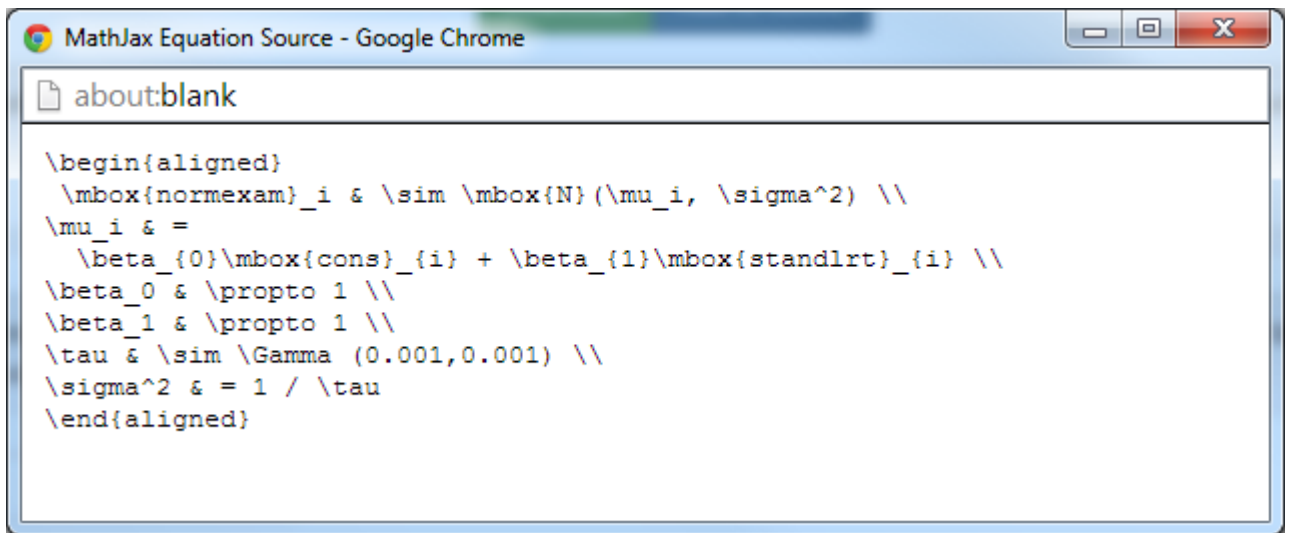 MathJax Equation Source - Google Chrome
about:blank
\begin{aligned}
 \mbox{normexam}_i & \sim \mbox{N}(\mu_i, \sigma^2) \\
\mu_i & =
  \beta_{0}\mbox{cons}_{i} + \beta_{1}\mbox{standlrt}_{i} \\
\beta_0 & \propto 1 \\
\beta_1 & \propto 1 \\
\tau & \sim \Gamma (0.001,0.001) \\
\sigma^2 & = 1 / \tau
\end{aligned}